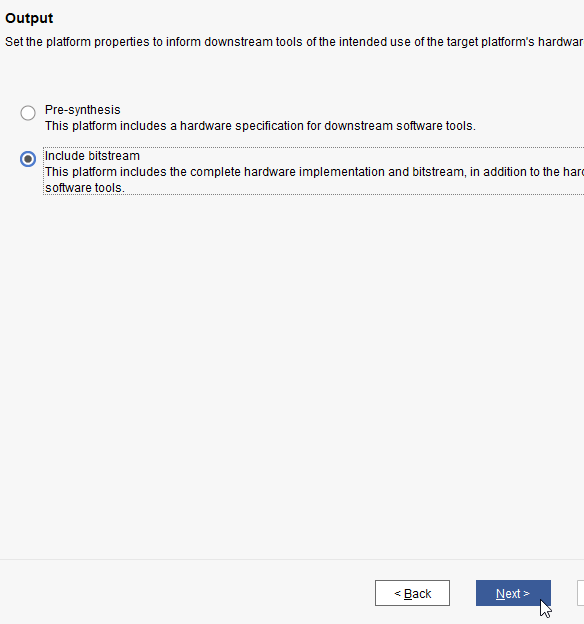 Output
Set the platform properties to inform downstream tools of the intended use of the target platform's hardwar
Pre-synthesis
This platform includes a hardware specification for downstream software tools.
Include bitstream
This platform includes the complete hardware implementation and bitstream, in addition to the hard
software tools.
< Back
Next >